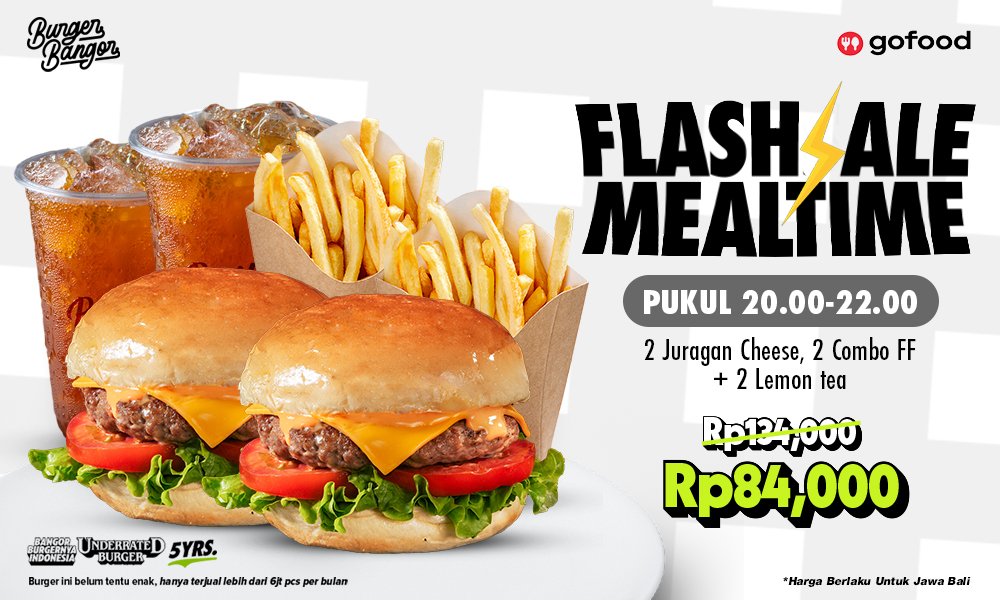 Burger
Bangor
gofood
FLASH⚡ALE
MEALTIME
PUKUL 20.00-22.00
2 Juragan Cheese, 2 Combo FF
+ 2 Lemon tea
Rp134,000
Rp84,000
BANGOR
BURGERNYA
INDONESIA
UNDERRATED
BURGER
5YRS.
Burger ini belum tentu enak, hanya terjual lebih dari 6jt pcs per bulan
*Harga Berlaku Untuk Jawa Bali